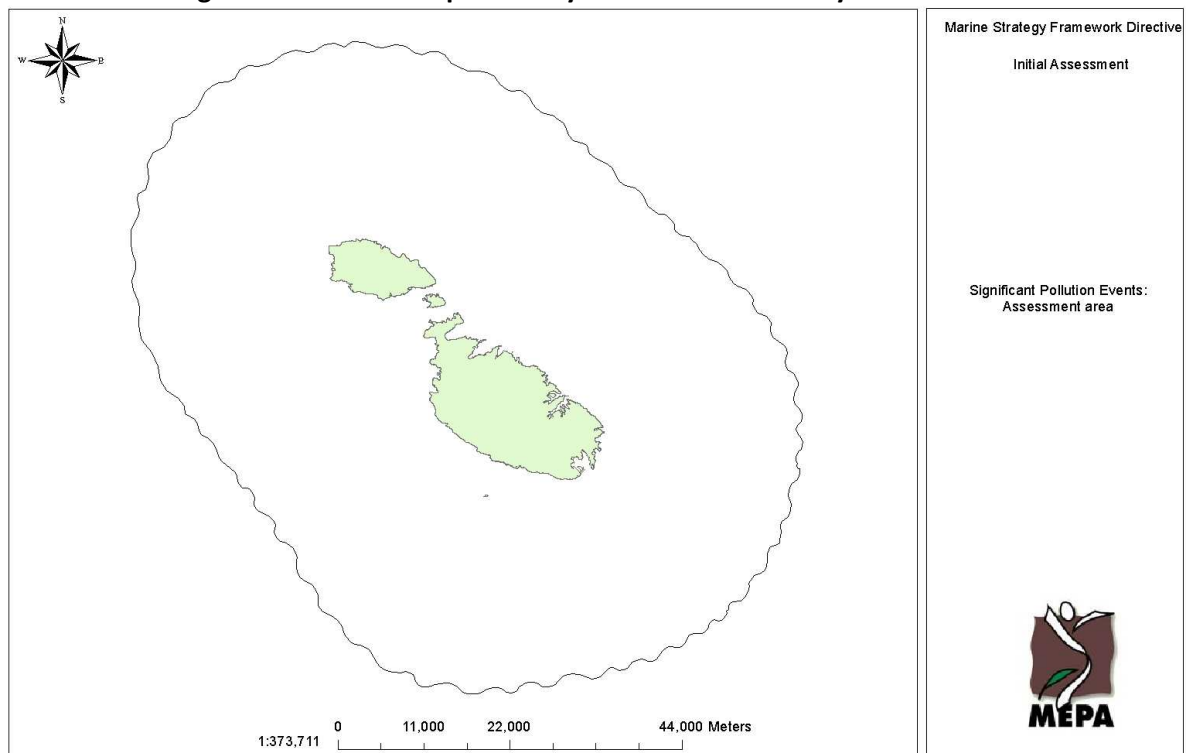 N
W E
S
Marine Strategy Framework Directive
Initial Assessment
Significant Pollution Events:
Assessment area
MEPA
1:373,711
0 11,000 22,000 44,000 Meters